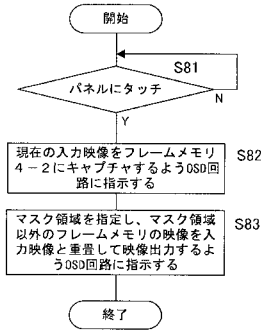 開始
S81
パネルにタッチ
N
Y
現在の入力映像をフレームメモリ
4-2にキャプチャするようOSD回
路に指示する
S82
マスク領域を指定し、マスク領域
以外のフレームメモリの映像を入
力映像と重畳して映像出力するよ
うOSD回路に指示する
S83
終了